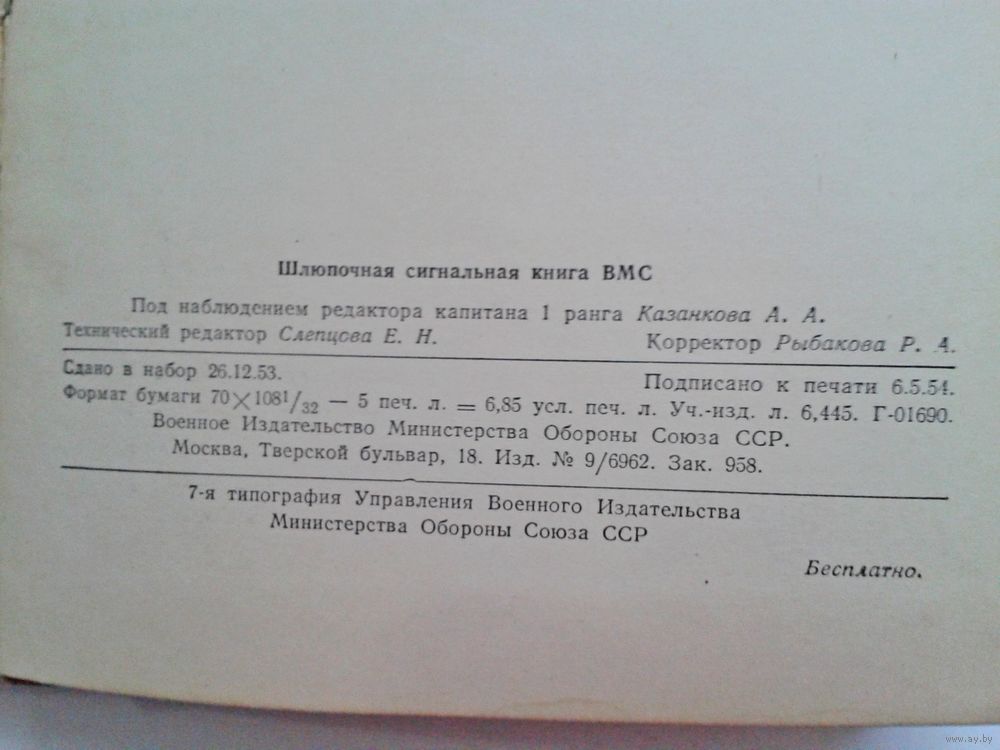 Шлюпочная сигнальная книга ВМС
Под наблюдением редактора капитана 1 ранга Казанкова А. А.
Технический редактор Слепцова Е. Н. Корректор Рыбакова Р. А.
Сдано в набор 26.12.53. Подписано к печати 6.5.54.
Формат бумаги 70×108¹/₃₂ — 5 печ. л. = 6,85 усл. печ. л. Уч.-изд. л. 6,445. Г-01690.
Военное Издательство Министерства Обороны Союза ССР.
Москва, Тверской бульвар, 18. Изд. № 9/6962. Зак. 958.
7-я типография Управления Военного Издательства
Министерства Обороны Союза ССР
Бесплатно.
www.ay.by